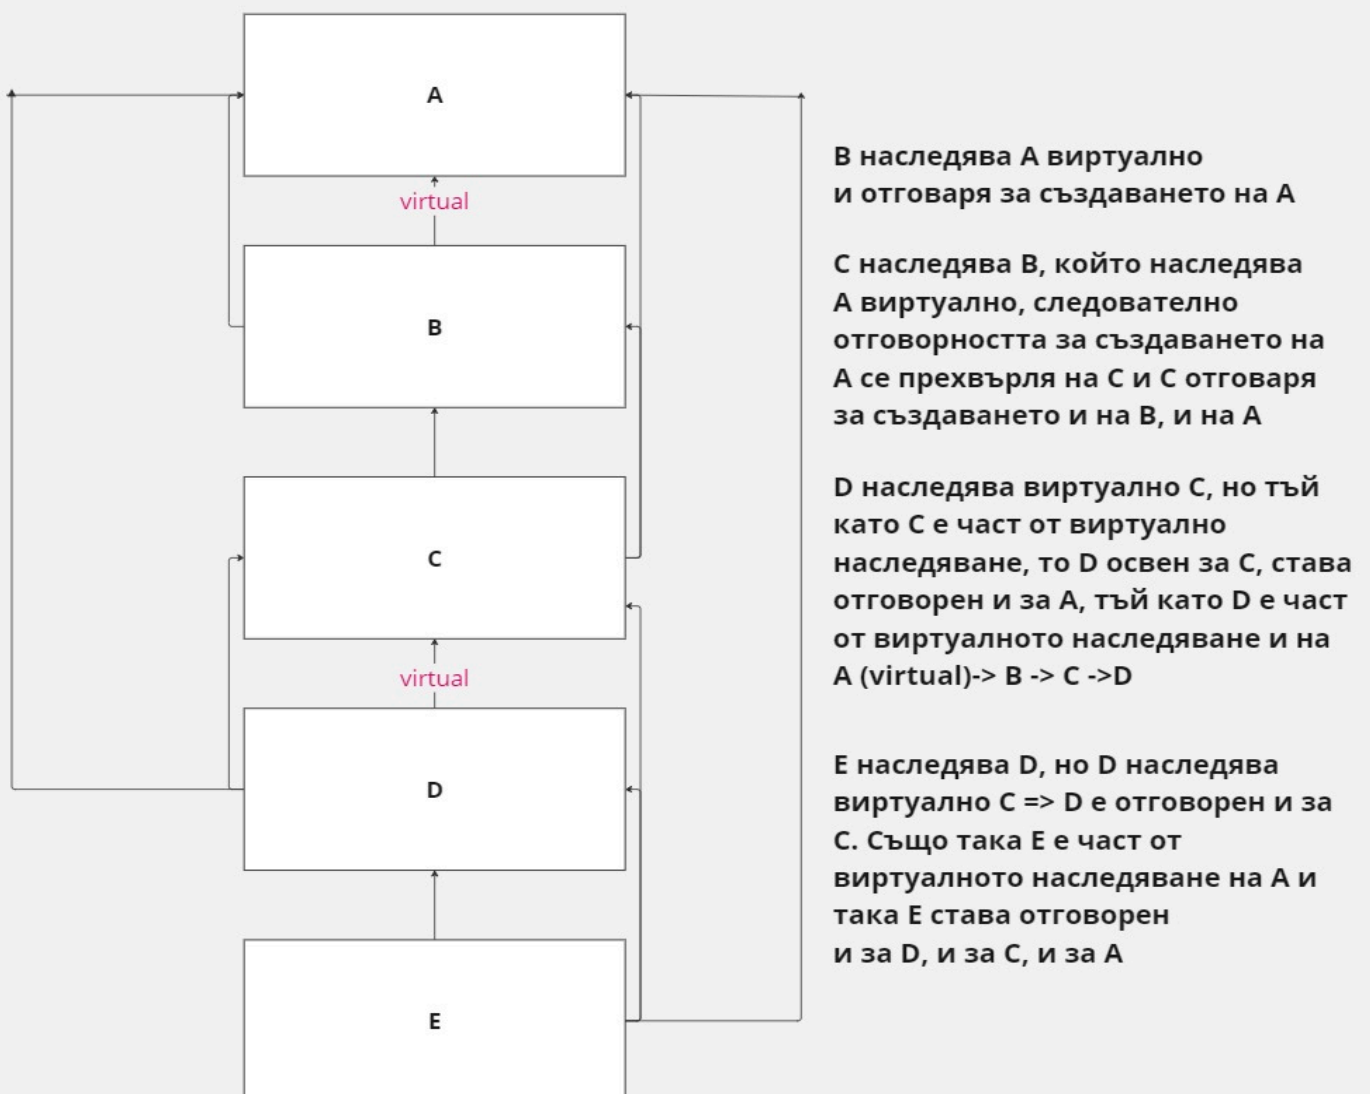 A
virtual
B
C
virtual
D
E
B наследява A виртуално
и отговаря за създаването на A
C наследява B, който наследява
A виртуално, следователно
отговорността за създаването на
A се прехвърля на C и C отговаря
за създаването и на B, и на A
D наследява виртуално C, но тъй
като C е част от виртуално
наследяване, то D освен за C, става
отговорен и за A, тъй като D е част
от виртуалното наследяване и на
A (virtual)-> B -> C ->D
E наследява D, но D наследява
виртуално C => D е отговорен и за
C. Също така E е част от
виртуалното наследяване на A и
така E става отговорен
и за D, и за C, и за A